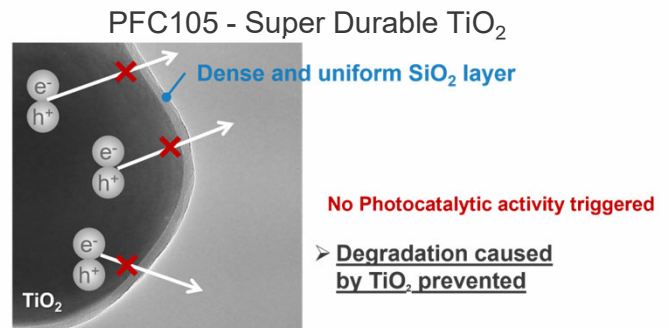 PFC105 - Super Durable TiO₂
Dense and uniform SiO₂ layer
e⁻
h⁺
e⁻
h⁺
No Photocatalytic activity triggered
e⁻
h⁺
➢ Degradation caused
by TiO₂ prevented
TiO₂